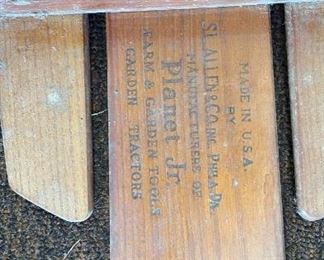 MADE IN U.S.A.
BY
S.L. ALLEN & CO. INC. PHILA. PA.
MANUFACTURERS OF
Planet Jr.
FARM & GARDEN TOOLS
GARDEN TRACTORS